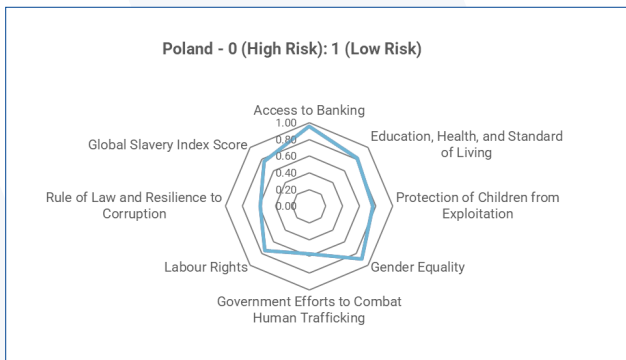 Poland - 0 (High Risk): 1 (Low Risk)
Access to Banking
1.00
0.80
0.60
0.40
0.20
0.00
Education, Health, and Standard
of Living
Protection of Children from
Exploitation
Gender Equality
Government Efforts to Combat
Human Trafficking
Labour Rights
Rule of Law and Resilience to
Corruption
Global Slavery Index Score